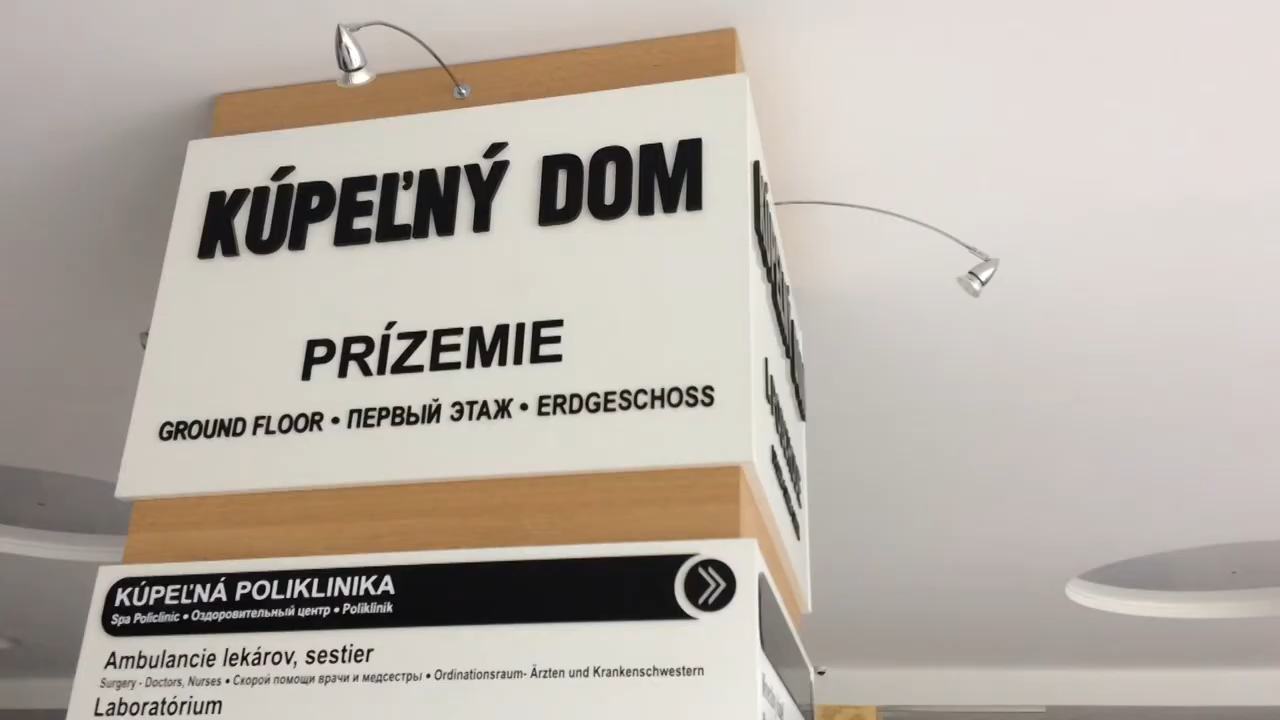 KÚPEĽNÝ DOM
PRÍZEMIE
GROUND FLOOR • ПЕРВЫЙ ЭТАЖ • ERDGESCHOSS
KÚPEĽNÁ POLIKLINIKA
Spa Policlinic • Оздоровительный центр • Poliklinik
Ambulancie lekárov, sestier
Surgery - Doctors, Nurses • Скорой помощи врачи и медсестры • Ordinationsraum- Ärzten und Krankenschwestern
Laboratórium